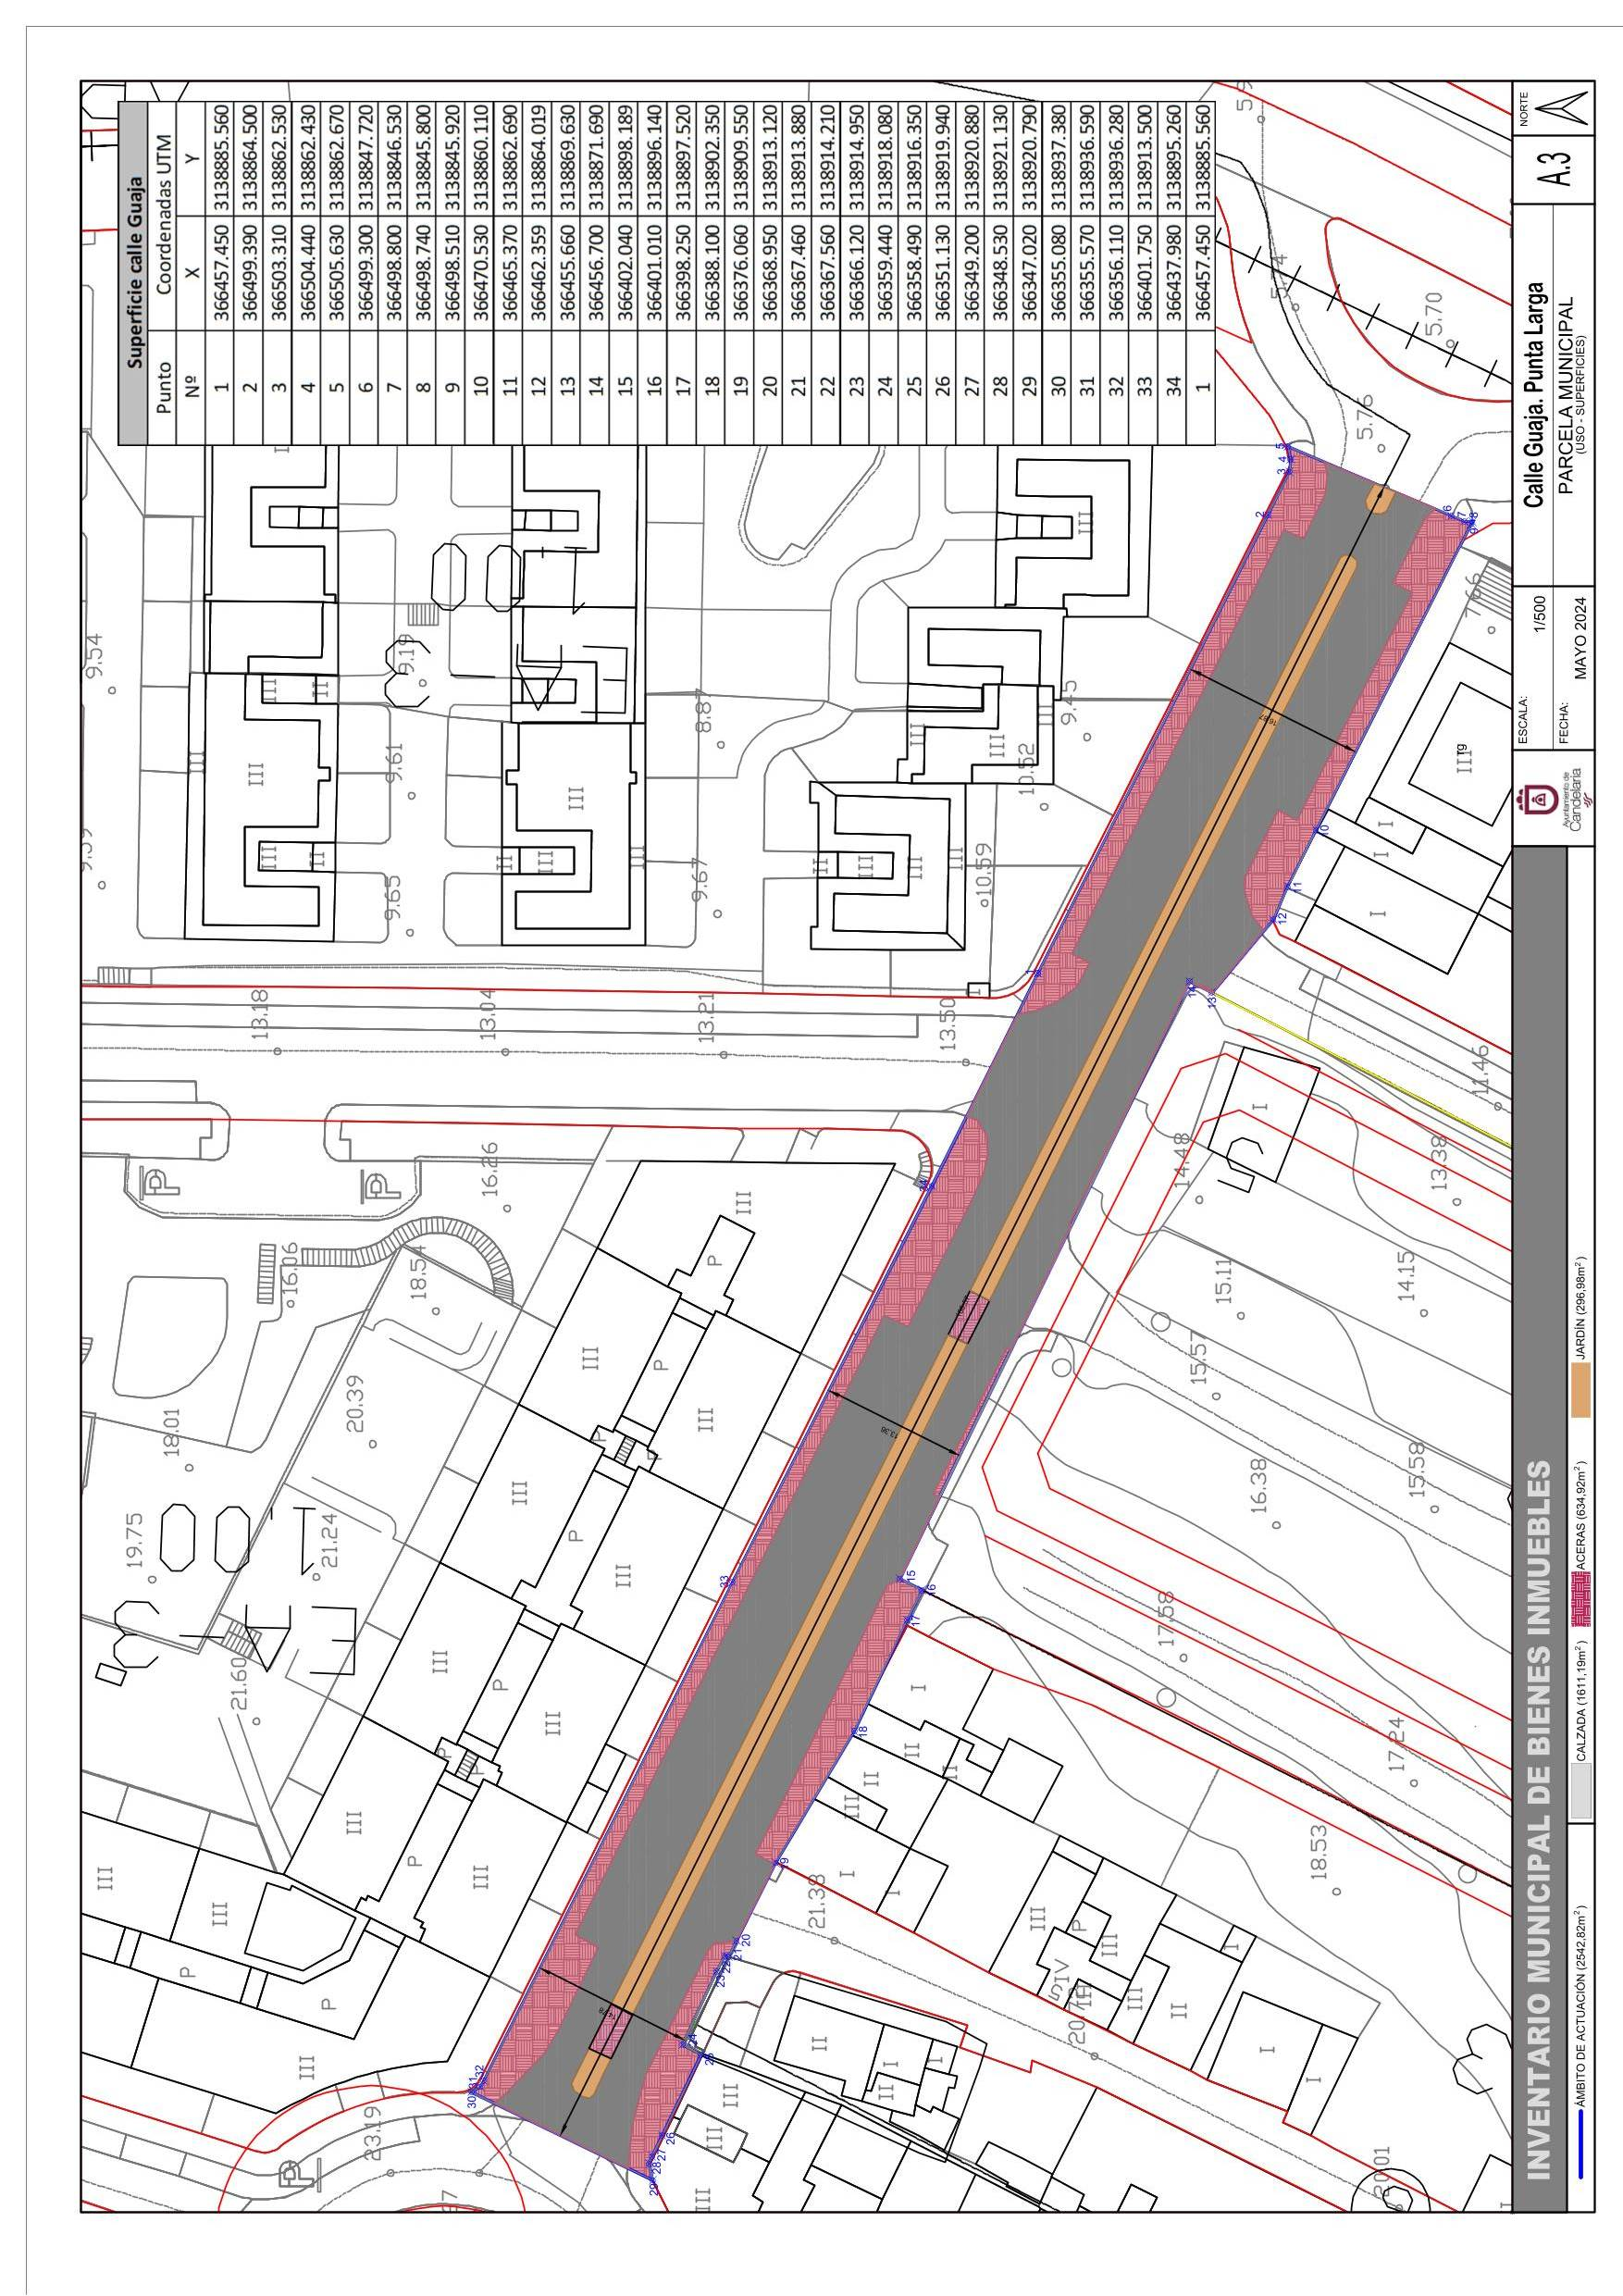 Superficie calle Guaja
Punto Coordenadas UTM
Nº X Y
1 366457.450 3138885.560
2 366499.390 3138864.500
3 366503.310 3138862.530
4 366504.440 3138862.430
5 366505.630 3138862.670
6 366499.300 3138847.720
7 366498.800 3138846.530
8 366498.740 3138845.800
9 366498.510 3138845.920
10 366470.530 3138860.110
11 366465.370 3138862.690
12 366462.359 3138864.019
13 366455.660 3138869.630
14 366456.700 3138871.690
15 366402.040 3138898.189
16 366401.010 3138896.140
17 366398.250 3138897.520
18 366388.100 3138902.350
19 366376.060 3138909.550
20 366368.950 3138913.120
21 366367.460 3138913.880
22 366367.560 3138914.210
23 366366.120 3138914.950
24 366359.440 3138918.080
25 366358.490 3138916.350
26 366351.130 3138919.940
27 366349.200 3138920.880
28 366348.530 3138921.130
29 366347.020 3138920.790
30 366355.080 3138937.380
31 366355.570 3138936.590
32 366356.110 3138936.280
33 366401.750 3138913.500
34 366437.980 3138895.260
1 366457.450 3138885.560
9.54
9.19
9.61
9.65
8.87
9.67
9.45
10.52
10.59
13.18
13.04
13.21
13.50
16.26
16.06
18.54
18.01
20.39
19.75
21.24
21.60
23.19
5.70
5.76
11.46
14.48
13.38
15.11
14.15
15.57
16.38
15.58
17.58
17.24
18.53
21.38
16.97
13.36
INVENTARIO MUNICIPAL DE BIENES INMUEBLES
ÁMBITO DE ACTUACIÓN (2542,82m²)
CALZADA (1611,19m²)
ACERAS (634,92m²)
JARDÍN (296,98m²)
Ayuntamiento de
Candelaria
ESCALA: 1/500
FECHA: MAYO 2024
Calle Guaja. Punta Larga
PARCELA MUNICIPAL
(USO - SUPERFICIES)
A.3
NORTE